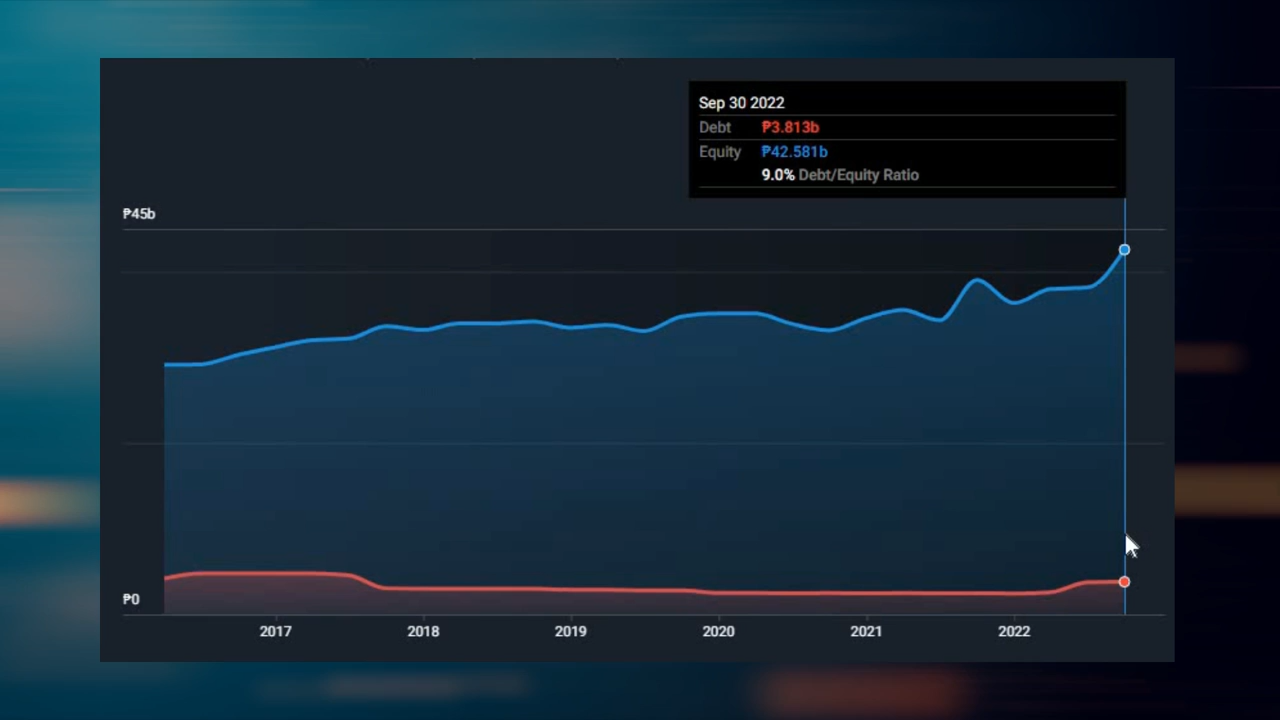 Sep 30 2022
Debt ₱3.813b
Equity ₱42.581b
9.0% Debt/Equity Ratio
₱45b
₱0
2017 2018 2019 2020 2021 2022